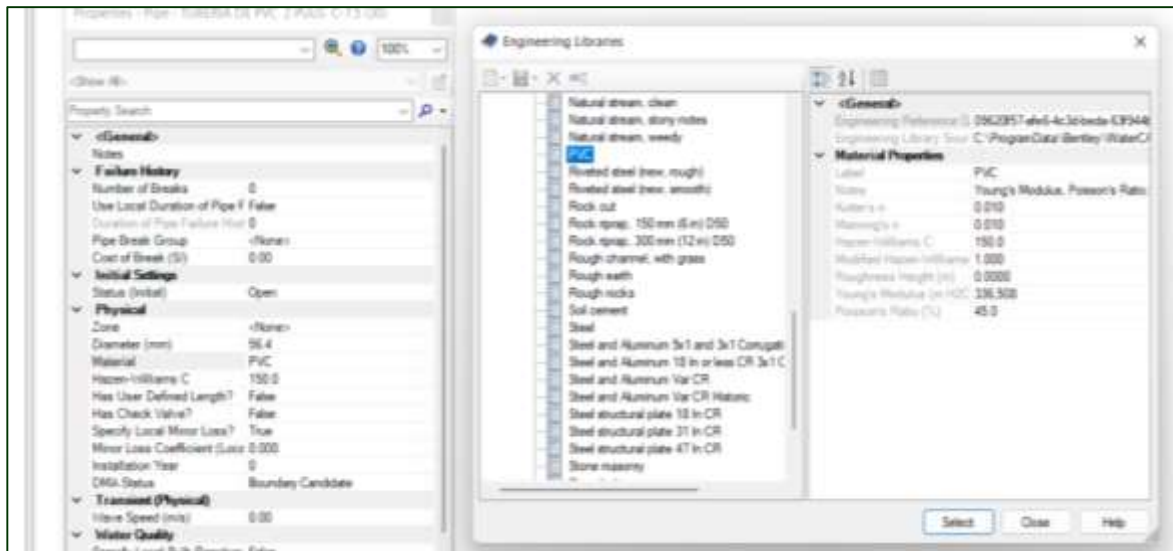 Properties - Pipe - TUBERIA DE PVC 2 PULG C-7.5
100%
<Show All>
Property Search
<General>
Notes
Failure History
Number of Breaks 0
Use Local Duration of Pipe F False
Duration of Pipe Failure Hist 0
Pipe Break Group <None>
Cost of Break (S/) 0.00
Initial Settings
Status (Initial) Open
Physical
Zone <None>
Diameter (mm) 56.4
Material PVC
Hazen-Williams C 150.0
Has User Defined Length? False
Has Check Valve? False
Specify Local Minor Loss? True
Minor Loss Coefficient (Loca 0.000
Installation Year 0
DMA Status Boundary Candidate
Transient (Physical)
Wave Speed (m/s) 0.00
Water Quality
Specify Local Bulk Reaction False
Engineering Libraries
Natural stream, clean
Natural stream, stony
Natural stream, weedy
PVC
Riveted steel (new, rough)
Riveted steel (new, smooth)
Rock cut
Rock riprap, 150 mm (6 in) D50
Rock riprap, 300 mm (12 in) D50
Rough channel, with grass
Rough earth
Rough rocks
Soil cement
Steel
Steel and Aluminum 5x1 and 3x1 Corrugati
Steel and Aluminum 18 In or less CR 3x1 C
Steel and Aluminum Var CR
Steel and Aluminum Var CR Historic
Steel structural plate 18 In CR
Steel structural plate 31 In CR
Steel structural plate 47 In CR
Stone masonry
<General>
Engineering Reference
Engineering Library Sour C:\ProgramData\Bentley\WaterCA
Material Properties
Label PVC
Notes Young's Modulus, Poisson's Ratio
Kutter's n 0.010
Manning's n 0.010
Hazen-Williams C 150.0
Modified Hazen-Williams 1.000
Roughness Height (m) 0.0000
Young's Modulus (m H2O 336,508
Poisson's Ratio (%) 45.0
Select Close Help